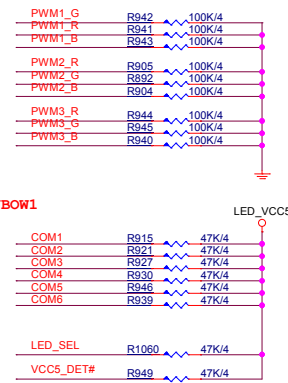 PWM1_G R942 100K/4
PWM1_R R941 100K/4
PWM1_B R943 100K/4
PWM2_R R905 100K/4
PWM2_G R892 100K/4
PWM2_B R904 100K/4
PWM3_R R944 100K/4
PWM3_G R945 100K/4
PWM3_B R940 100K/4
BOW1
LED_VCC5
COM1 R915 47K/4
COM2 R921 47K/4
COM3 R927 47K/4
COM4 R930 47K/4
COM5 R946 47K/4
COM6 R939 47K/4
LED_SEL R1060 47K/4
VCC5_DET# R949 47K/4